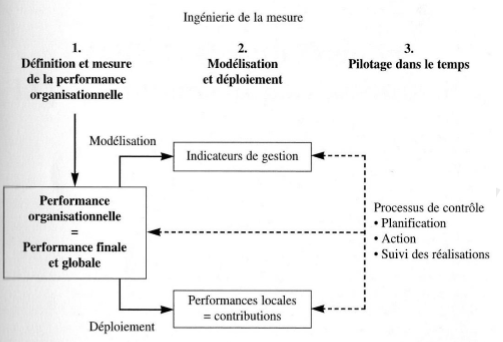 Ingénierie de la mesure
1.
Définition et mesure
de la performance
organisationnelle
2.
Modélisation
et déploiement
3.
Pilotage dans le temps
Modélisation
Indicateurs de gestion
Performance
organisationnelle
=
Performance finale
et globale
Processus de contrôle
• Planification
• Action
• Suivi des réalisations
Performances locales
= contributions
Déploiement